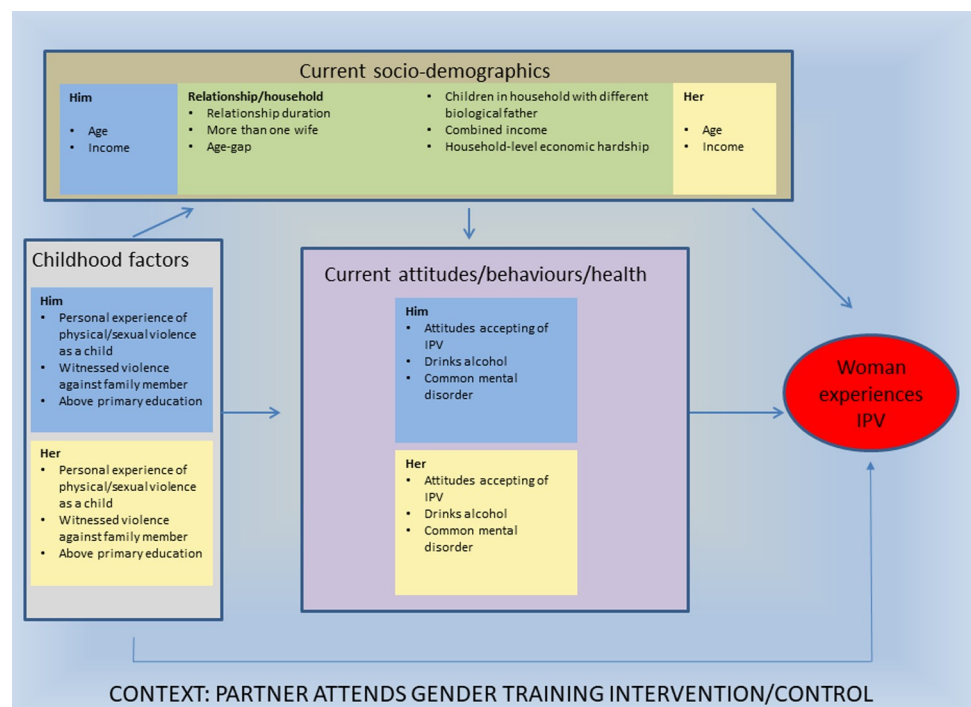 Current socio-demographics
Him
• Age
• Income
Relationship/household
• Relationship duration
• More than one wife
• Age-gap
• Children in household with different
biological father
• Combined income
• Household-level economic hardship
Her
• Age
• Income
Childhood factors
Him
• Personal experience of
physical/sexual violence
as a child
• Witnessed violence
against family member
• Above primary education
Her
• Personal experience of
physical/sexual violence
as a child
• Witnessed violence
against family member
• Above primary education
Current attitudes/behaviours/health
Him
• Attitudes accepting of
IPV
• Drinks alcohol
• Common mental
disorder
Her
• Attitudes accepting of
IPV
• Drinks alcohol
• Common mental
disorder
Woman
experiences
IPV
CONTEXT: PARTNER ATTENDS GENDER TRAINING INTERVENTION/CONTROL